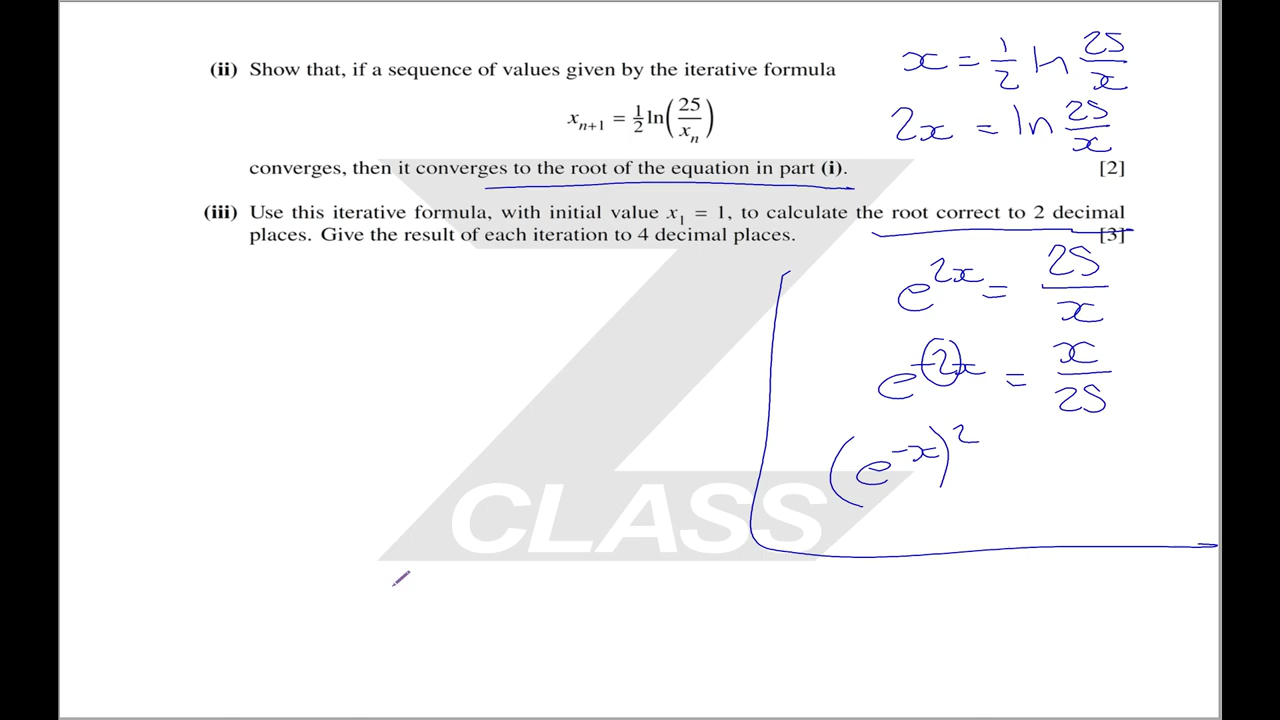 (ii) Show that, if a sequence of values given by the iterative formula
x_{n+1} = ½ ln(25/x_n)
converges, then it converges to the root of the equation in part (i). [2]
(iii) Use this iterative formula, with initial value x_1 = 1, to calculate the root correct to 2 decimal
places. Give the result of each iteration to 4 decimal places. [3]
x = 1/2 ln 25/x
2x = ln 25/x
e^{2x} = 25/x
e^{-2x} = x/25
(e^{-x})^2
Z
CLASS